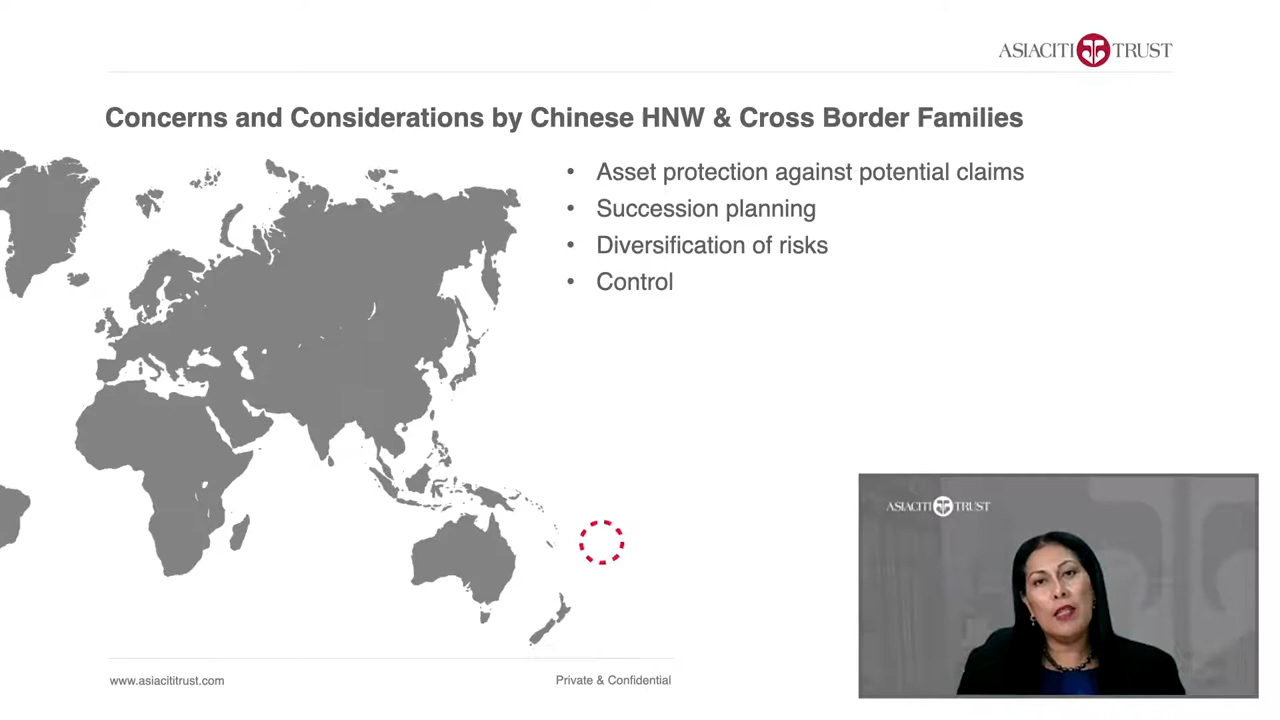 ASIACITI TRUST
Concerns and Considerations by Chinese HNW & Cross Border Families
• Asset protection against potential claims
• Succession planning
• Diversification of risks
• Control
ASIACITI TRUST
www.asiacititrust.com
Private & Confidential